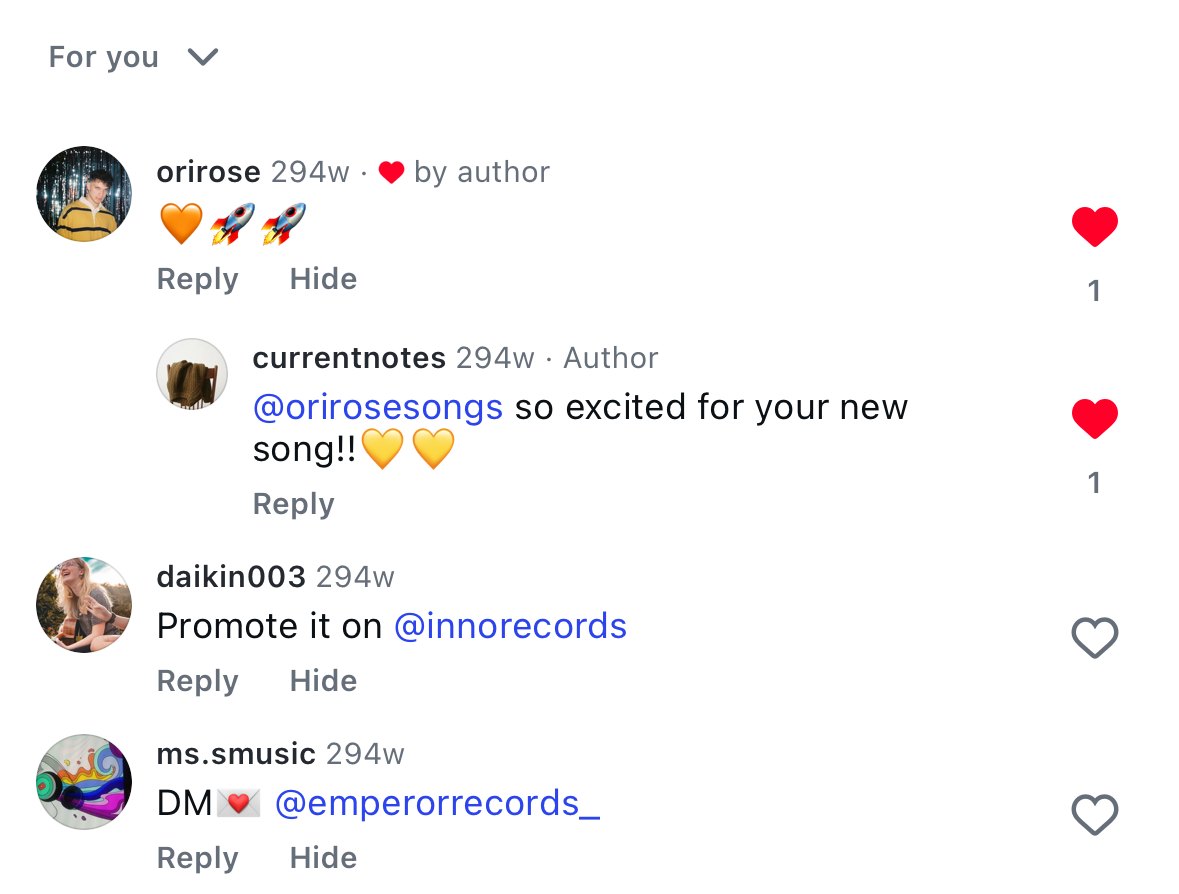 For you
orirose 294w · ❤️ by author
🧡🚀🚀
Reply Hide
1
currentnotes 294w · Author
@orirosesongs so excited for your new
song!!💛💛
Reply
1
daikin003 294w
Promote it on @innorecords
Reply Hide
ms.smusic 294w
DM💌 @emperorrecords_
Reply Hide